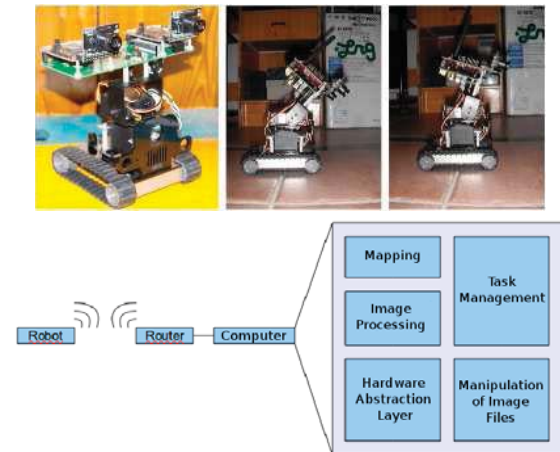 Mapping
Task
Management
Image
Processing
Robot
Router
Computer
Hardware
Abstraction
Layer
Manipulation
of Image
Files